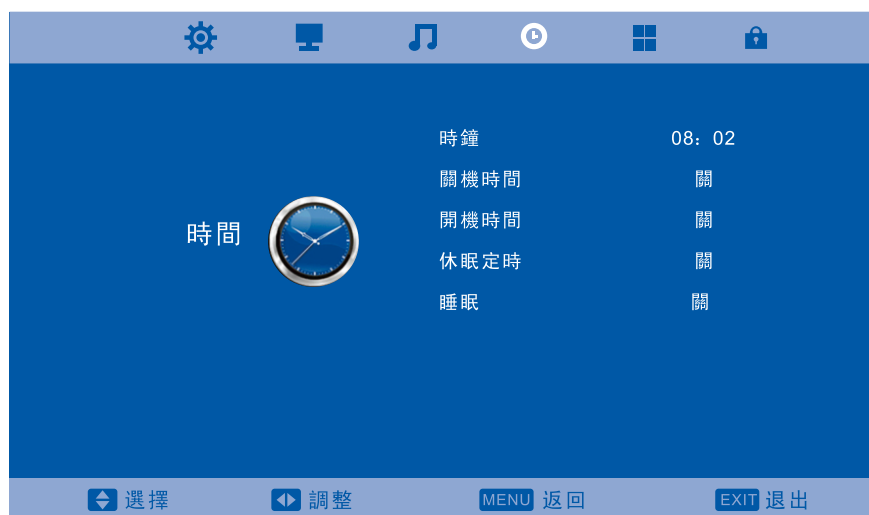 時鐘 08：02
關機時間 關
開機時間 關
時間
休眠定時 關
睡眠 關
選擇 調整 MENU 返回 EXIT 退出